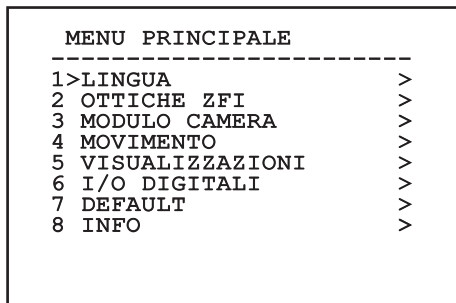 MENU PRINCIPALE
--------------------------
1>LINGUA >
2 OTTICHE ZFI >
3 MODULO CAMERA >
4 MOVIMENTO >
5 VISUALIZZAZIONI >
6 I/O DIGITALI >
7 DEFAULT >
8 INFO >